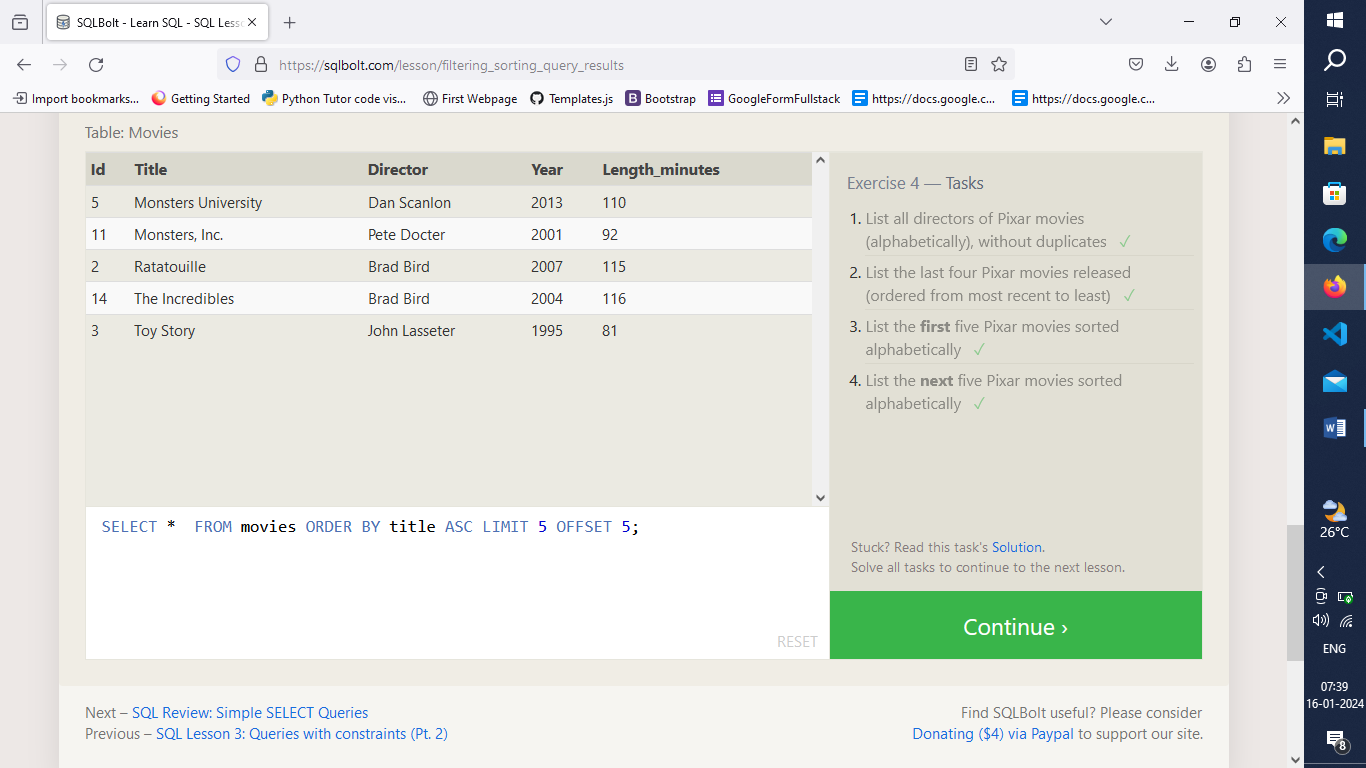 SQLBolt - Learn SQL - SQL Less
https://sqlbolt.com/lesson/filtering_sorting_query_results
Import bookmarks... Getting Started Python Tutor code vis... First Webpage Templates.js Bootstrap GoogleFormFullstack https://docs.google.c... https://docs.google.c...
Table: Movies
Id Title Director Year Length_minutes
5 Monsters University Dan Scanlon 2013 110
11 Monsters, Inc. Pete Docter 2001 92
2 Ratatouille Brad Bird 2007 115
14 The Incredibles Brad Bird 2004 116
3 Toy Story John Lasseter 1995 81
SELECT *  FROM movies ORDER BY title ASC LIMIT 5 OFFSET 5;
RESET
Exercise 4 — Tasks
1. List all directors of Pixar movies
(alphabetically), without duplicates ✓
2. List the last four Pixar movies released
(ordered from most recent to least) ✓
3. List the first five Pixar movies sorted
alphabetically ✓
4. List the next five Pixar movies sorted
alphabetically ✓
Stuck? Read this task's Solution.
Solve all tasks to continue to the next lesson.
Continue ›
Next – SQL Review: Simple SELECT Queries
Previous – SQL Lesson 3: Queries with constraints (Pt. 2)
Find SQLBolt useful? Please consider
Donating ($4) via Paypal to support our site.
26°C
ENG
07:39
16-01-2024
8